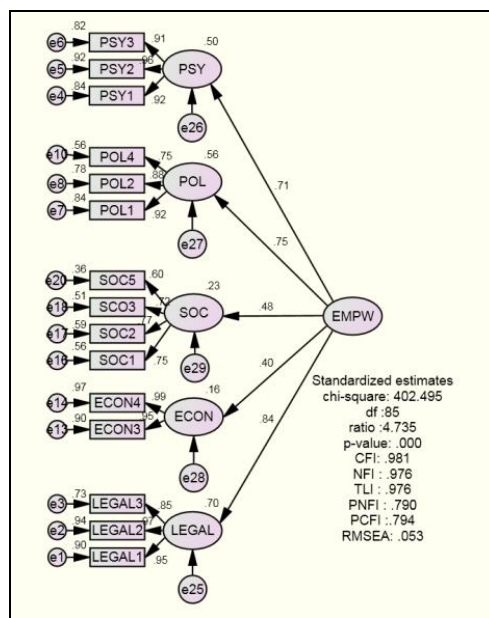 .82
.91
.50
e6
PSY3
.92
.96
e5
PSY2
PSY
.84
.92
e4
PSY1
e26
.56
.75
.56
e10
POL4
.78
.88
e8
POL2
POL
.71
.84
.92
e7
POL1
.75
e27
.36
.60
.23
e20
SOC5
.51
.72
e18
SCO3
SOC
.48
EMPW
.59
.77
e17
SOC2
.56
.75
e16
SOC1
e29
.40
.97
.99
.16
e14
ECON4
.90
.95
ECON
e13
ECON3
.84
e28
.73
.85
.70
e3
LEGAL3
.94
.97
e2
LEGAL2
LEGAL
.90
.95
e1
LEGAL1
e25
Standardized estimates
chi-square: 402.495
df :85
ratio :4.735
p-value: .000
CFI: .981
NFI : .976
TLI : .976
PNFI: .790
PCFI: .794
RMSEA: .053